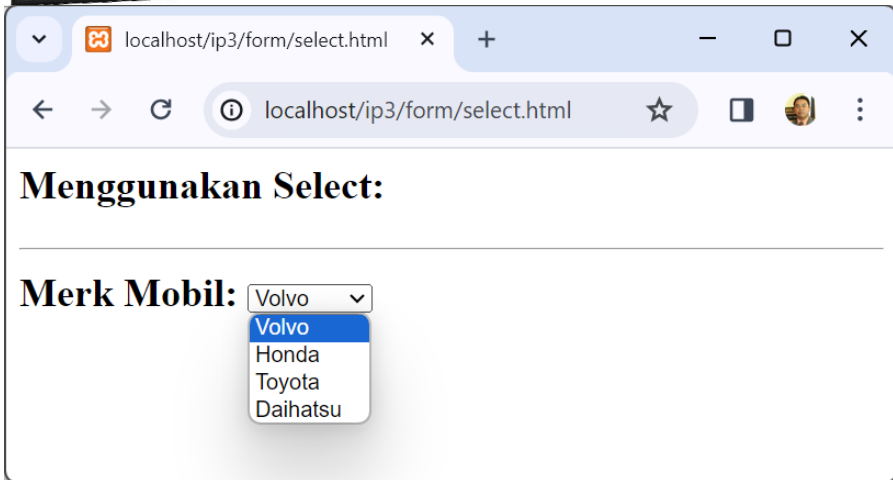 localhost/ip3/form/select.html
localhost/ip3/form/select.html
Menggunakan Select:
Merk Mobil: Volvo
Volvo
Honda
Toyota
Daihatsu